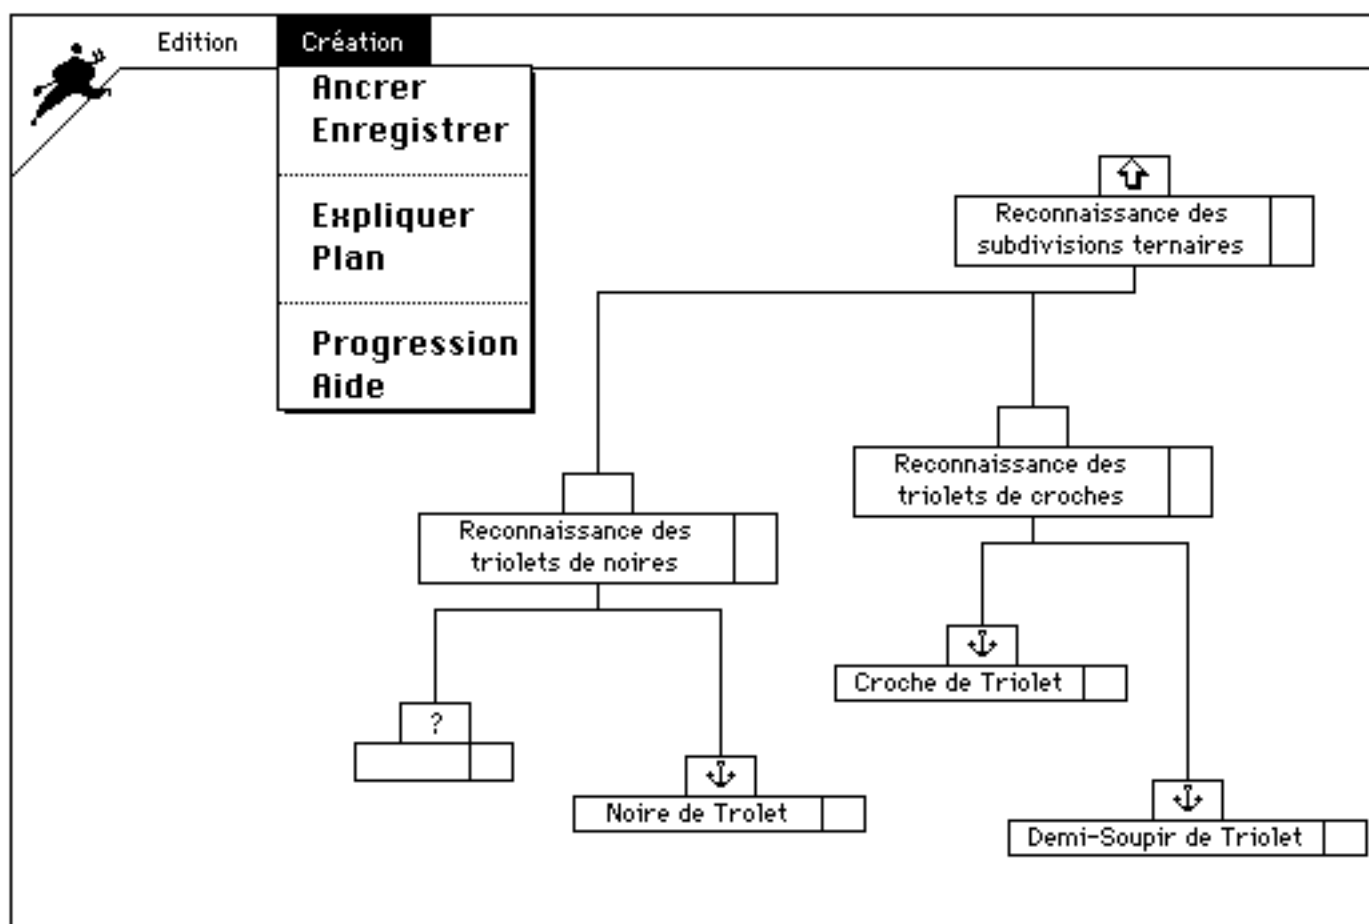 Edition
Création
Ancrer
Enregistrer
Expliquer
Plan
Progression
Aide
Reconnaissance des
subdivisions ternaires
Reconnaissance des
triolets de croches
Reconnaissance des
triolets de noires
Croche de Triolet
?
Noire de Trolet
Demi-Soupir de Triolet